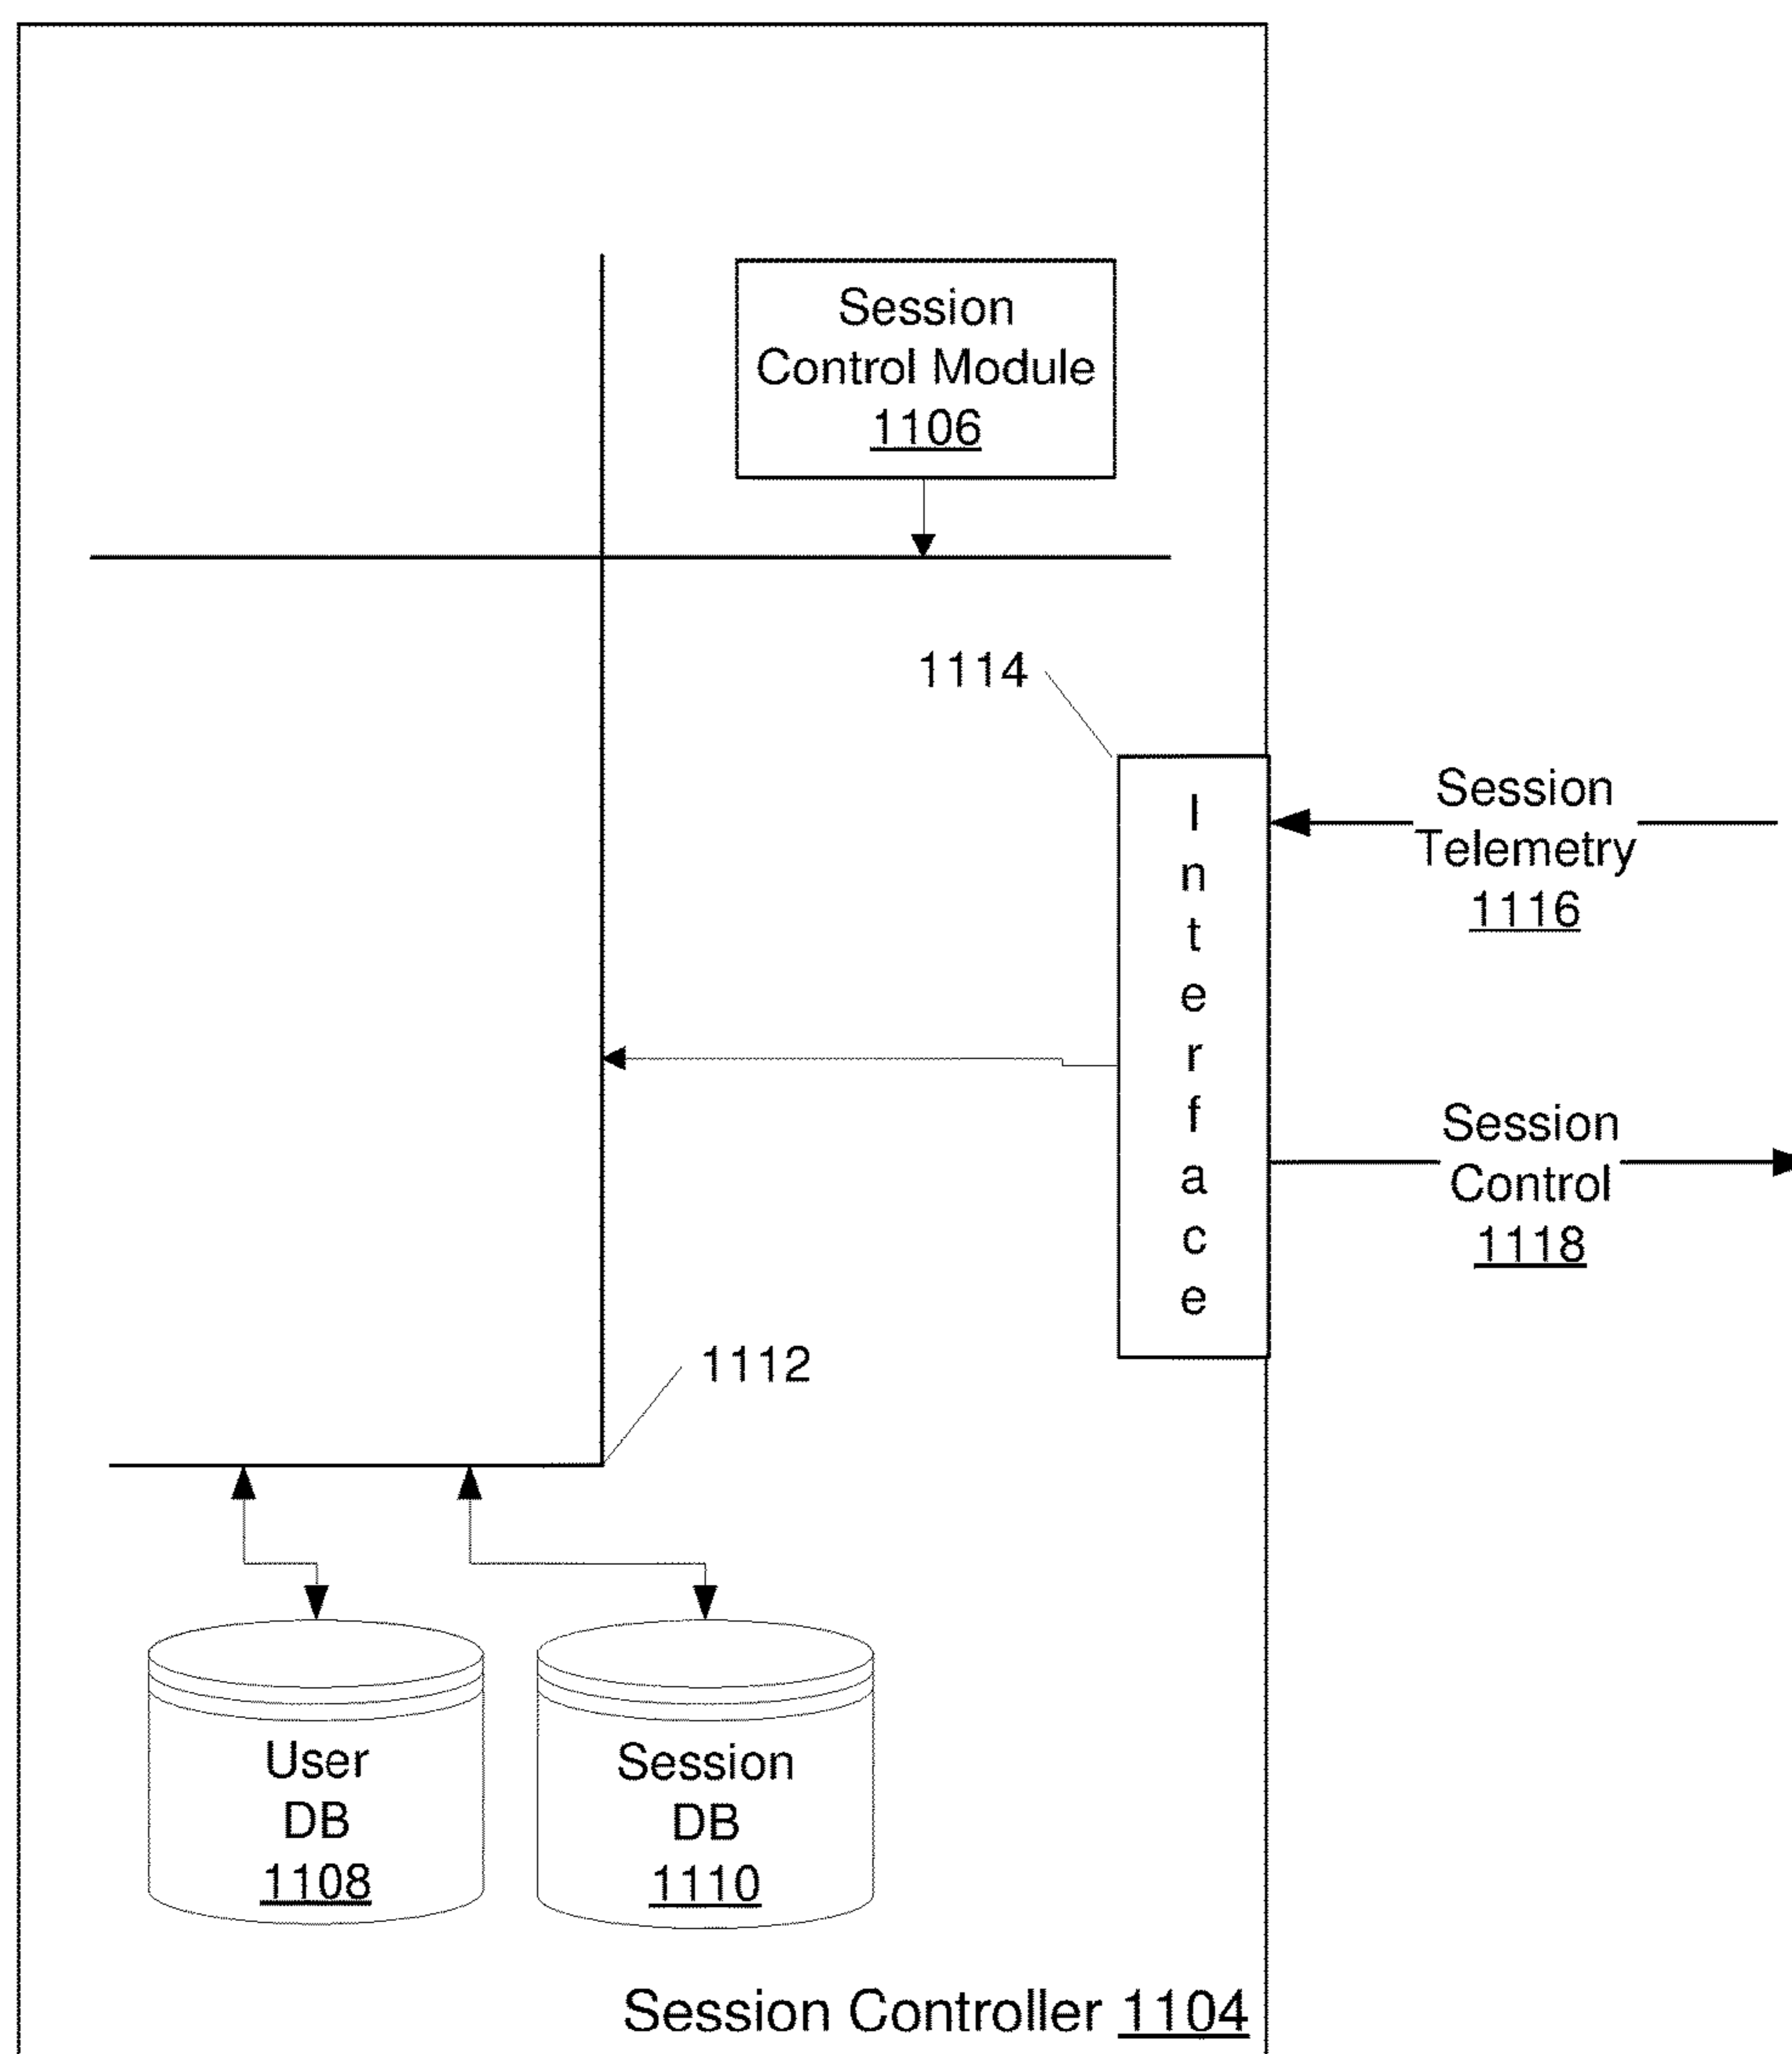 Session
Control Module
1106
1114
Interface
Session
Telemetry
1116
Session
Control
1118
1112
User
DB
1108
Session
DB
1110
Session Controller 1104